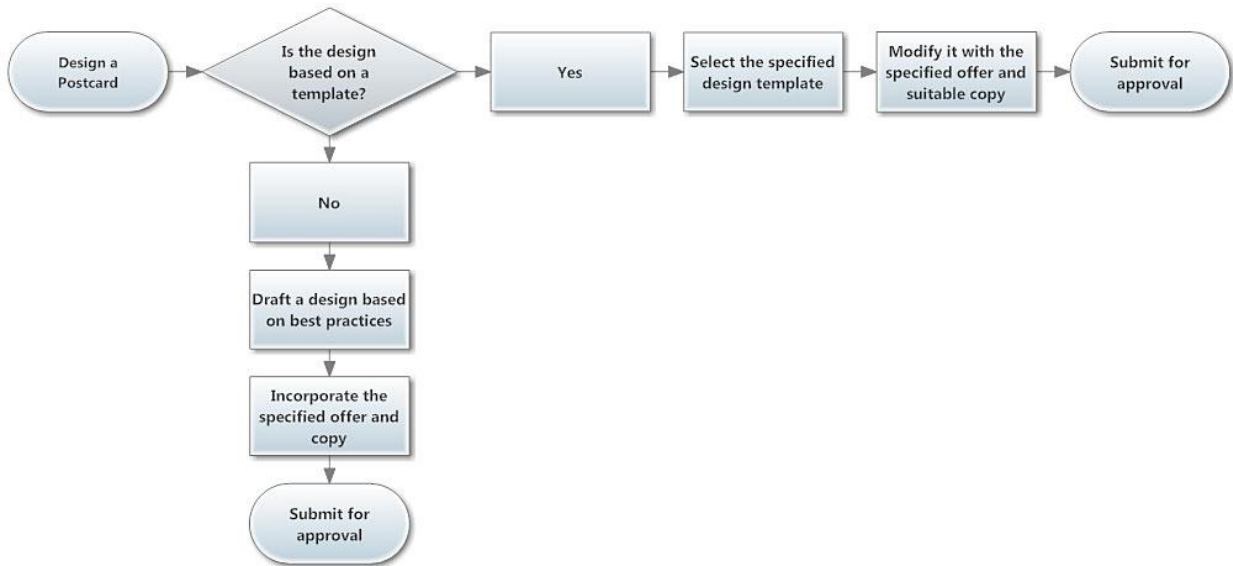 Design a
Postcard
Is the design
based on a
template?
Yes
Select the specified
design template
Modify it with the
specified offer and
suitable copy
Submit for
approval
No
Draft a design based
on best practices
Incorporate the
specified offer and
copy
Submit for
approval